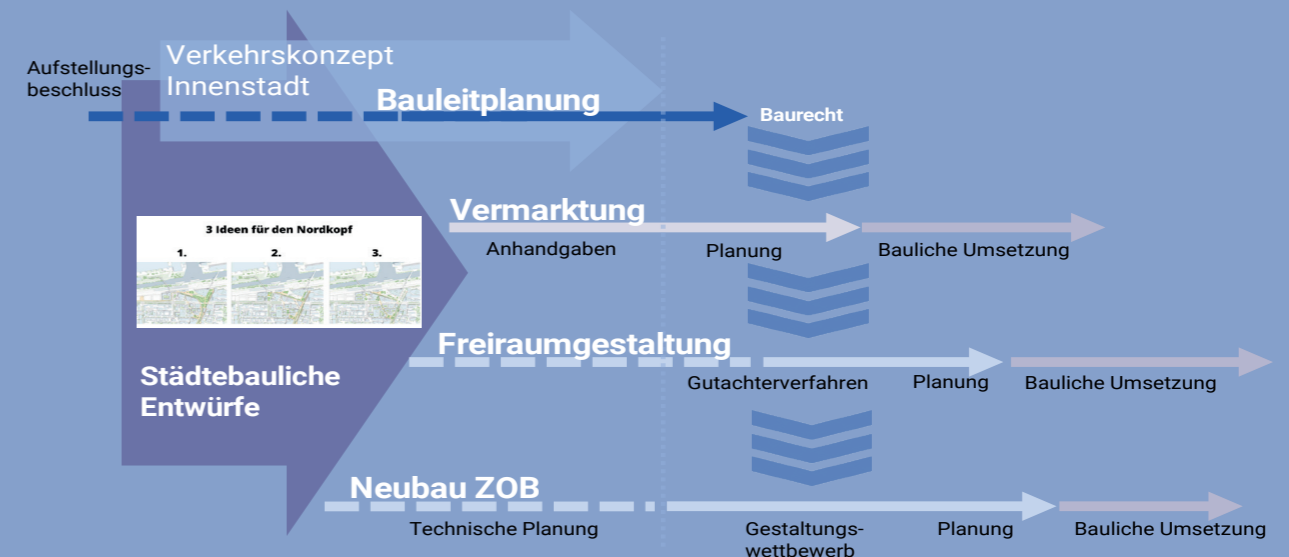 Aufstellungs-
beschluss
Verkehrskonzept
Innenstadt
Bauleitplanung
Baurecht
Vermarktung
Anhandgaben
Planung
Bauliche Umsetzung
3 Ideen für den Nordkopf
1. 2. 3.
Freiraumgestaltung
Gutachterverfahren
Planung
Bauliche Umsetzung
Städtebauliche
Entwürfe
Neubau ZOB
Technische Planung
Gestaltungs-
wettbewerb
Planung
Bauliche Umsetzung